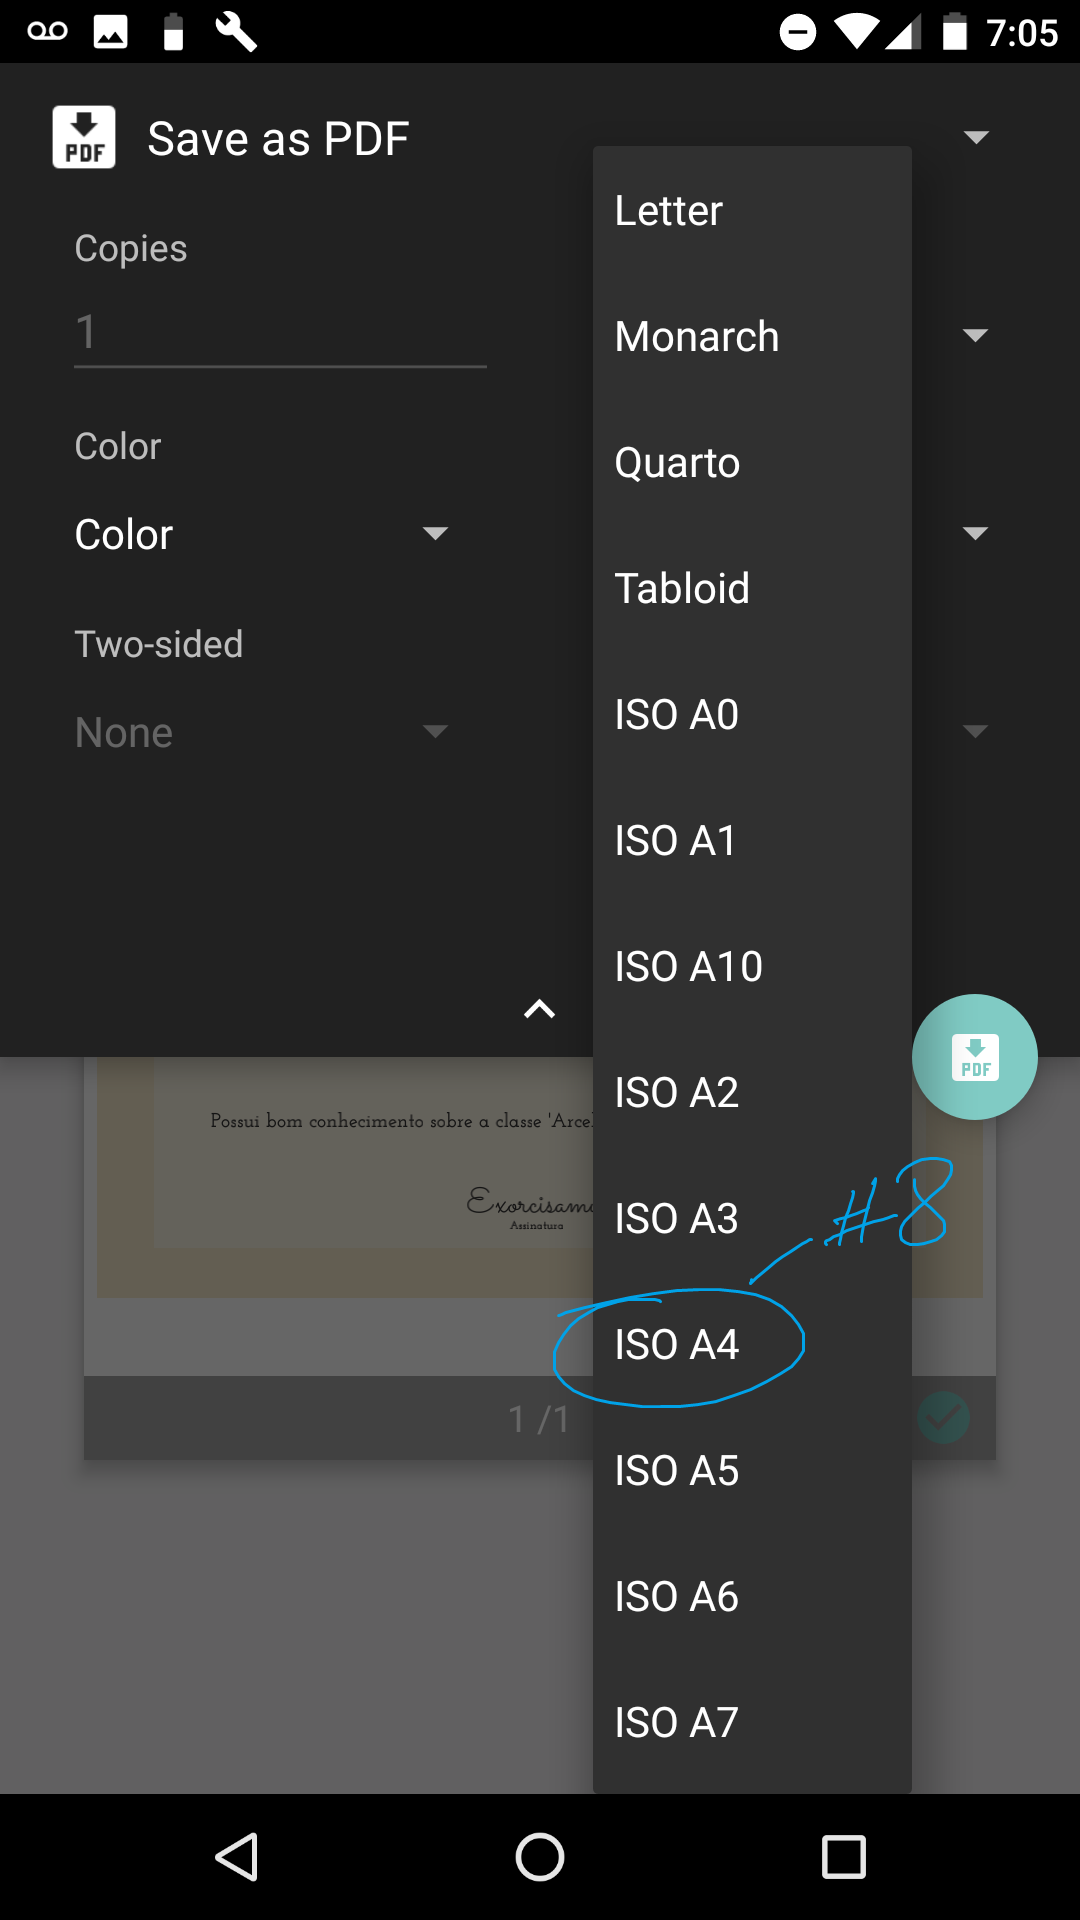 7:05
PDF
Save as PDF
Copies
1
Color
Color
Two-sided
None
Letter
Monarch
Quarto
Tabloid
ISO A0
ISO A1
ISO A10
ISO A2
ISO A3
ISO A4
ISO A5
ISO A6
ISO A7
PDF
#8
Possui bom conhecimento sobre a classe 'Arcel
Exorcisamu
Assinatura
1 /1